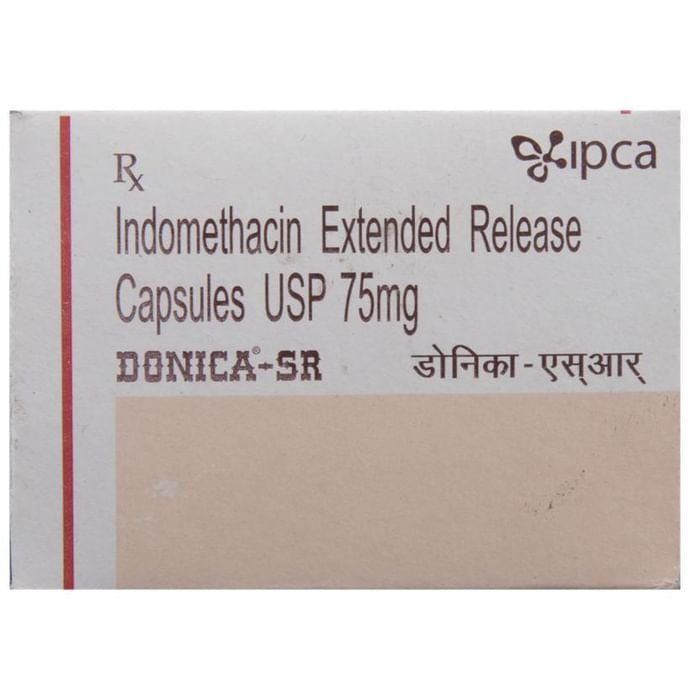 ipca
Rx
Indomethacin Extended Release
Capsules USP 75mg
DONICA®-SR डोनिका-एस्आर